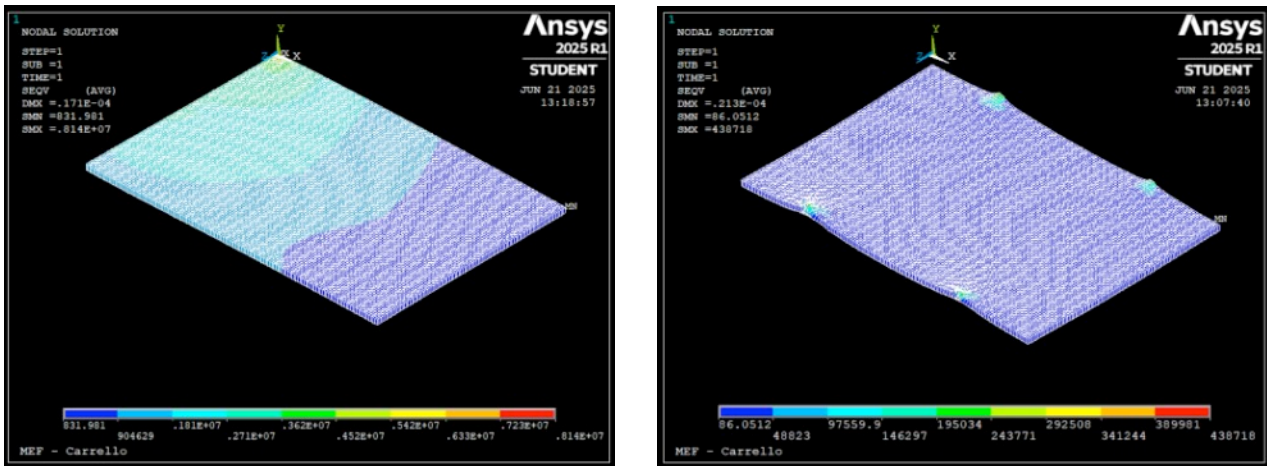 1
NODAL SOLUTION
STEP=1
SUB =1
TIME=1
SEQV (AVG)
DMX =.171E-04
SMN =831.981
SMX =.814E+07
Ansys
2025 R1
STUDENT
JUN 21 2025
13:18:57
Y
Z X
MN
831.981 .181E+07 .362E+07 .542E+07 .723E+07
904629 .271E+07 .452E+07 .633E+07 .814E+07
MEF - Carrello
1
NODAL SOLUTION
STEP=1
SUB =1
TIME=1
SEQV (AVG)
DMX =.213E-04
SMN =86.0512
SMX =438718
Ansys
2025 R1
STUDENT
JUN 21 2025
13:07:40
Y
Z X
MN
86.0512 97559.9 195034 292508 389981
48823 146297 243771 341244 438718
MEF - Carrello